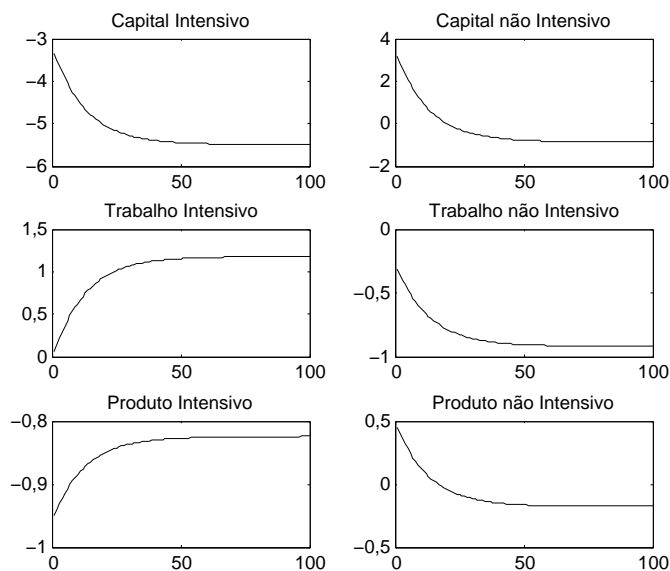 Capital Intensivo
−3
−4
−5
−6
0 50 100
Capital não Intensivo
4
2
0
−2
0 50 100
Trabalho Intensivo
1,5
1
0,5
0
0 50 100
Trabalho não Intensivo
0
−0,5
−1
0 50 100
Produto Intensivo
−0,8
−0,9
−1
0 50 100
Produto não Intensivo
0,5
0
−0,5
0 50 100